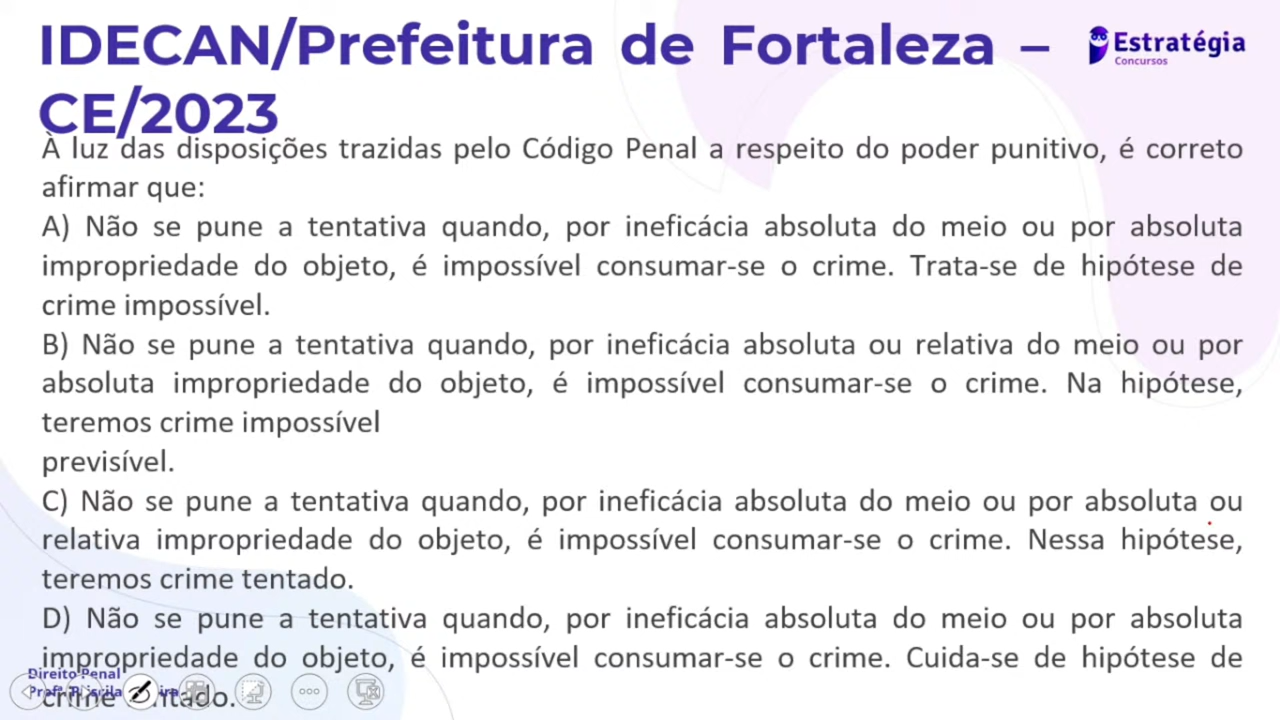 IDECAN/Prefeitura de Fortaleza –
CE/2023
Estratégia
Concursos
À luz das disposições trazidas pelo Código Penal a respeito do poder punitivo, é correto
afirmar que:
A) Não se pune a tentativa quando, por ineficácia absoluta do meio ou por absoluta
impropriedade do objeto, é impossível consumar-se o crime. Trata-se de hipótese de
crime impossível.
B) Não se pune a tentativa quando, por ineficácia absoluta ou relativa do meio ou por
absoluta impropriedade do objeto, é impossível consumar-se o crime. Na hipótese,
teremos crime impossível
previsível.
C) Não se pune a tentativa quando, por ineficácia absoluta do meio ou por absoluta ou
relativa impropriedade do objeto, é impossível consumar-se o crime. Nessa hipótese,
teremos crime tentado.
D) Não se pune a tentativa quando, por ineficácia absoluta do meio ou por absoluta
impropriedade do objeto, é impossível consumar-se o crime. Cuida-se de hipótese de
Direito Penal
crime